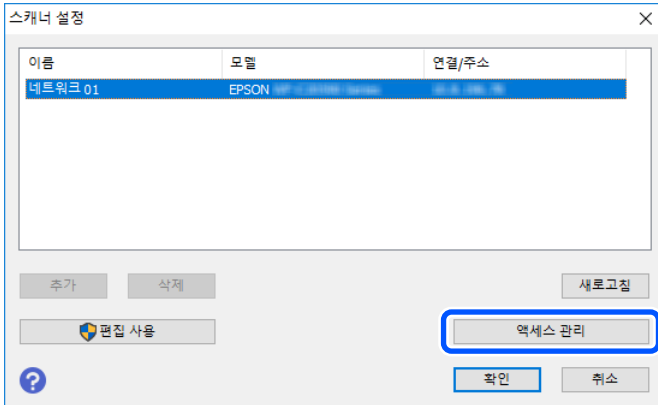 스캐너 설정
이름 모델 연결/주소
네트워크 01 EPSON
추가 삭제 새로고침
편집 사용 액세스 관리
확인 취소